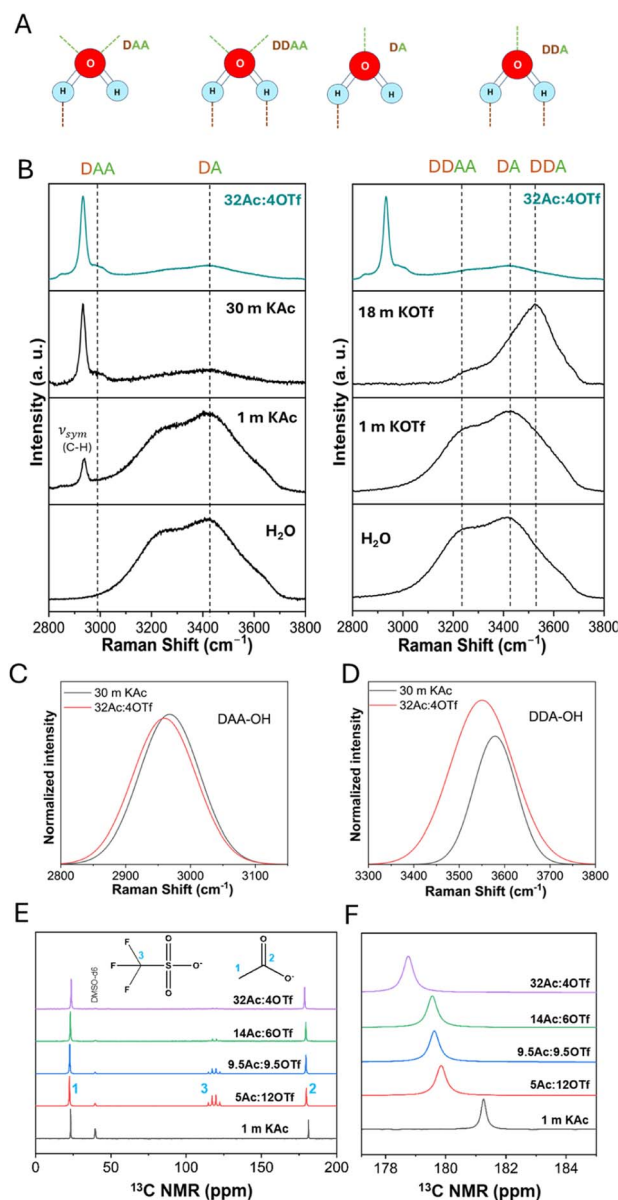 A
DAA
DDAA
DA
DDA
O
O
O
O
H
H
H
H
H
H
H
H
B
DAA
DA
DDAA
DA
DDA
32Ac:4OTf
30 m KAc
1 m KAc
νsym
(C-H)
H2O
Intensity (a. u.)
2800 3000 3200 3400 3600 3800
Raman Shift (cm−1)
32Ac:4OTf
18 m KOTf
1 m KOTf
H2O
Intensity (a. u.)
2800 3000 3200 3400 3600 3800
Raman Shift (cm−1)
C
30 m KAc
32Ac:4OTf
DAA-OH
Normalized intensity
2800 2900 3000 3100
Raman Shift (cm−1)
D
30 m KAc
32Ac:4OTf
DDA-OH
Normalized intensity
3300 3400 3500 3600 3700 3800
Raman Shift (cm−1)
E
DMSO-d6
F
F
F
3
S
O
O
O-
1
2
O
O-
32Ac:4OTf
14Ac:6OTf
9.5Ac:9.5OTf
5Ac:12OTf
1 m KAc
1
3
2
0 50 100 150 200
13C NMR (ppm)
F
32Ac:4OTf
14Ac:6OTf
9.5Ac:9.5OTf
5Ac:12OTf
1 m KAc
178 180 182 184
13C NMR (ppm)